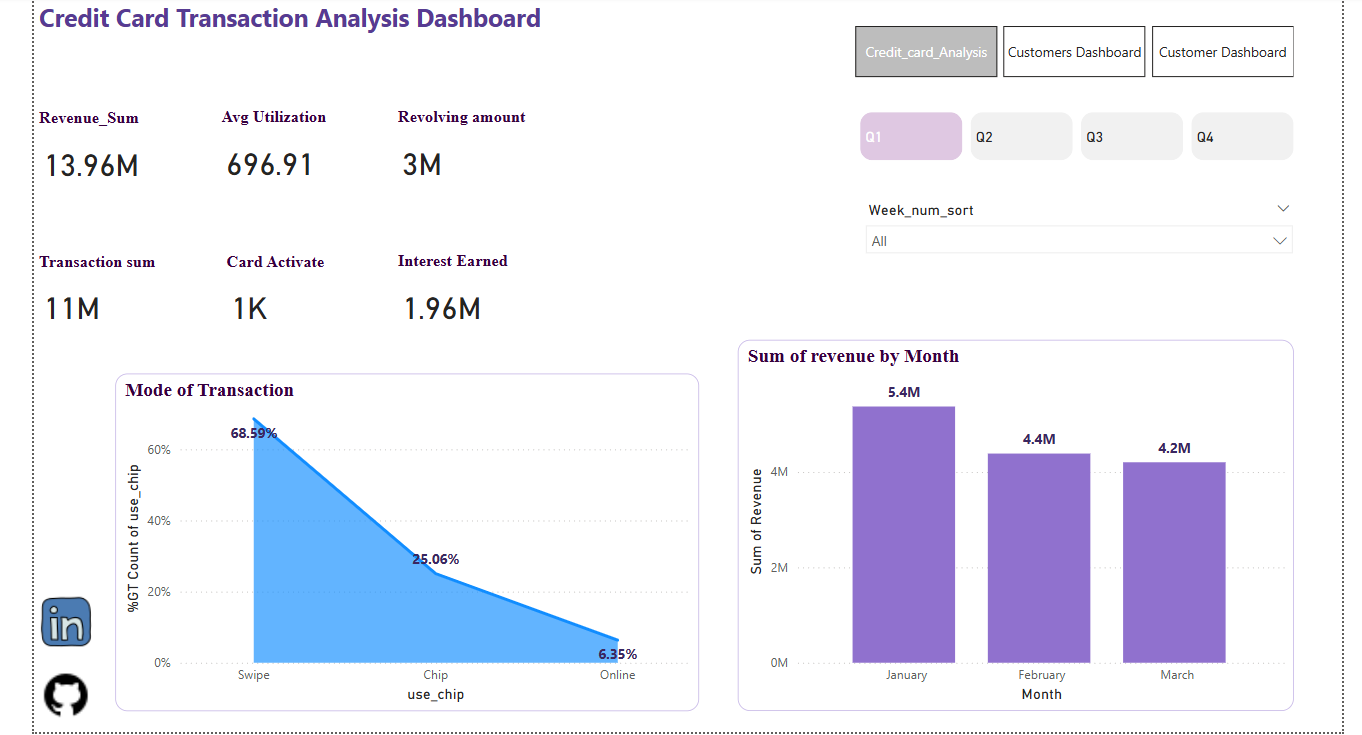 Credit Card Transaction Analysis Dashboard
Credit_card_Analysis
Customers Dashboard
Customer Dashboard
Revenue_Sum
Avg Utilization
Revolving amount
13.96M
696.91
3M
Q1
Q2
Q3
Q4
Week_num_sort
All
Transaction sum
Card Activate
Interest Earned
11M
1K
1.96M
Mode of Transaction
%GT Count of use_chip
60%
40%
20%
0%
68.59%
25.06%
6.35%
Swipe
Chip
Online
use_chip
Sum of revenue by Month
Sum of Revenue
4M
2M
0M
5.4M
4.4M
4.2M
January
February
March
Month
in